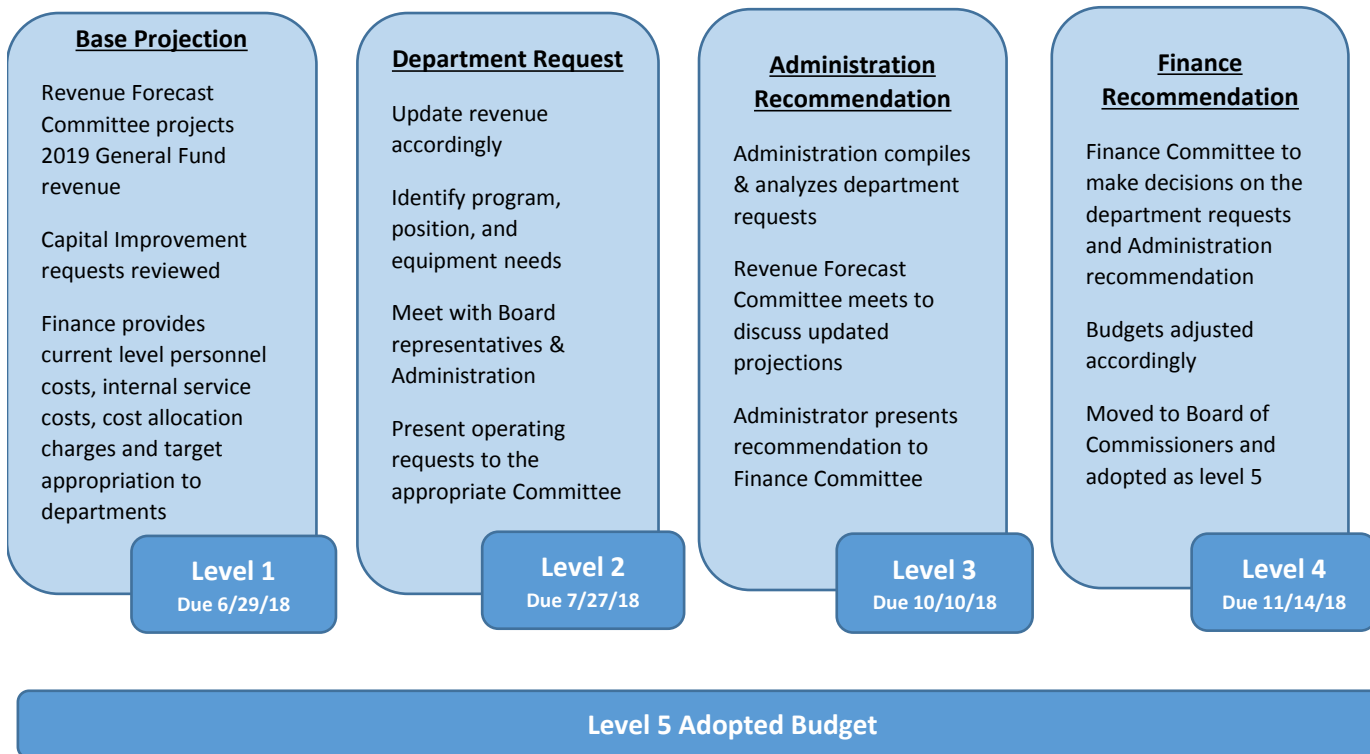 Base Projection
Revenue Forecast
Committee projects
2019 General Fund
revenue
Capital Improvement
requests reviewed
Finance provides
current level personnel
costs, internal service
costs, cost allocation
charges and target
appropriation to
departments
Level 1
Due 6/29/18
Department Request
Update revenue
accordingly
Identify program,
position, and
equipment needs
Meet with Board
representatives &
Administration
Present operating
requests to the
appropriate Committee
Level 2
Due 7/27/18
Administration
Recommendation
Administration compiles
& analyzes department
requests
Revenue Forecast
Committee meets to
discuss updated
projections
Administrator presents
recommendation to
Finance Committee
Level 3
Due 10/10/18
Finance
Recommendation
Finance Committee to
make decisions on the
department requests
and Administration
recommendation
Budgets adjusted
accordingly
Moved to Board of
Commissioners and
adopted as level 5
Level 4
Due 11/14/18
Level 5 Adopted Budget